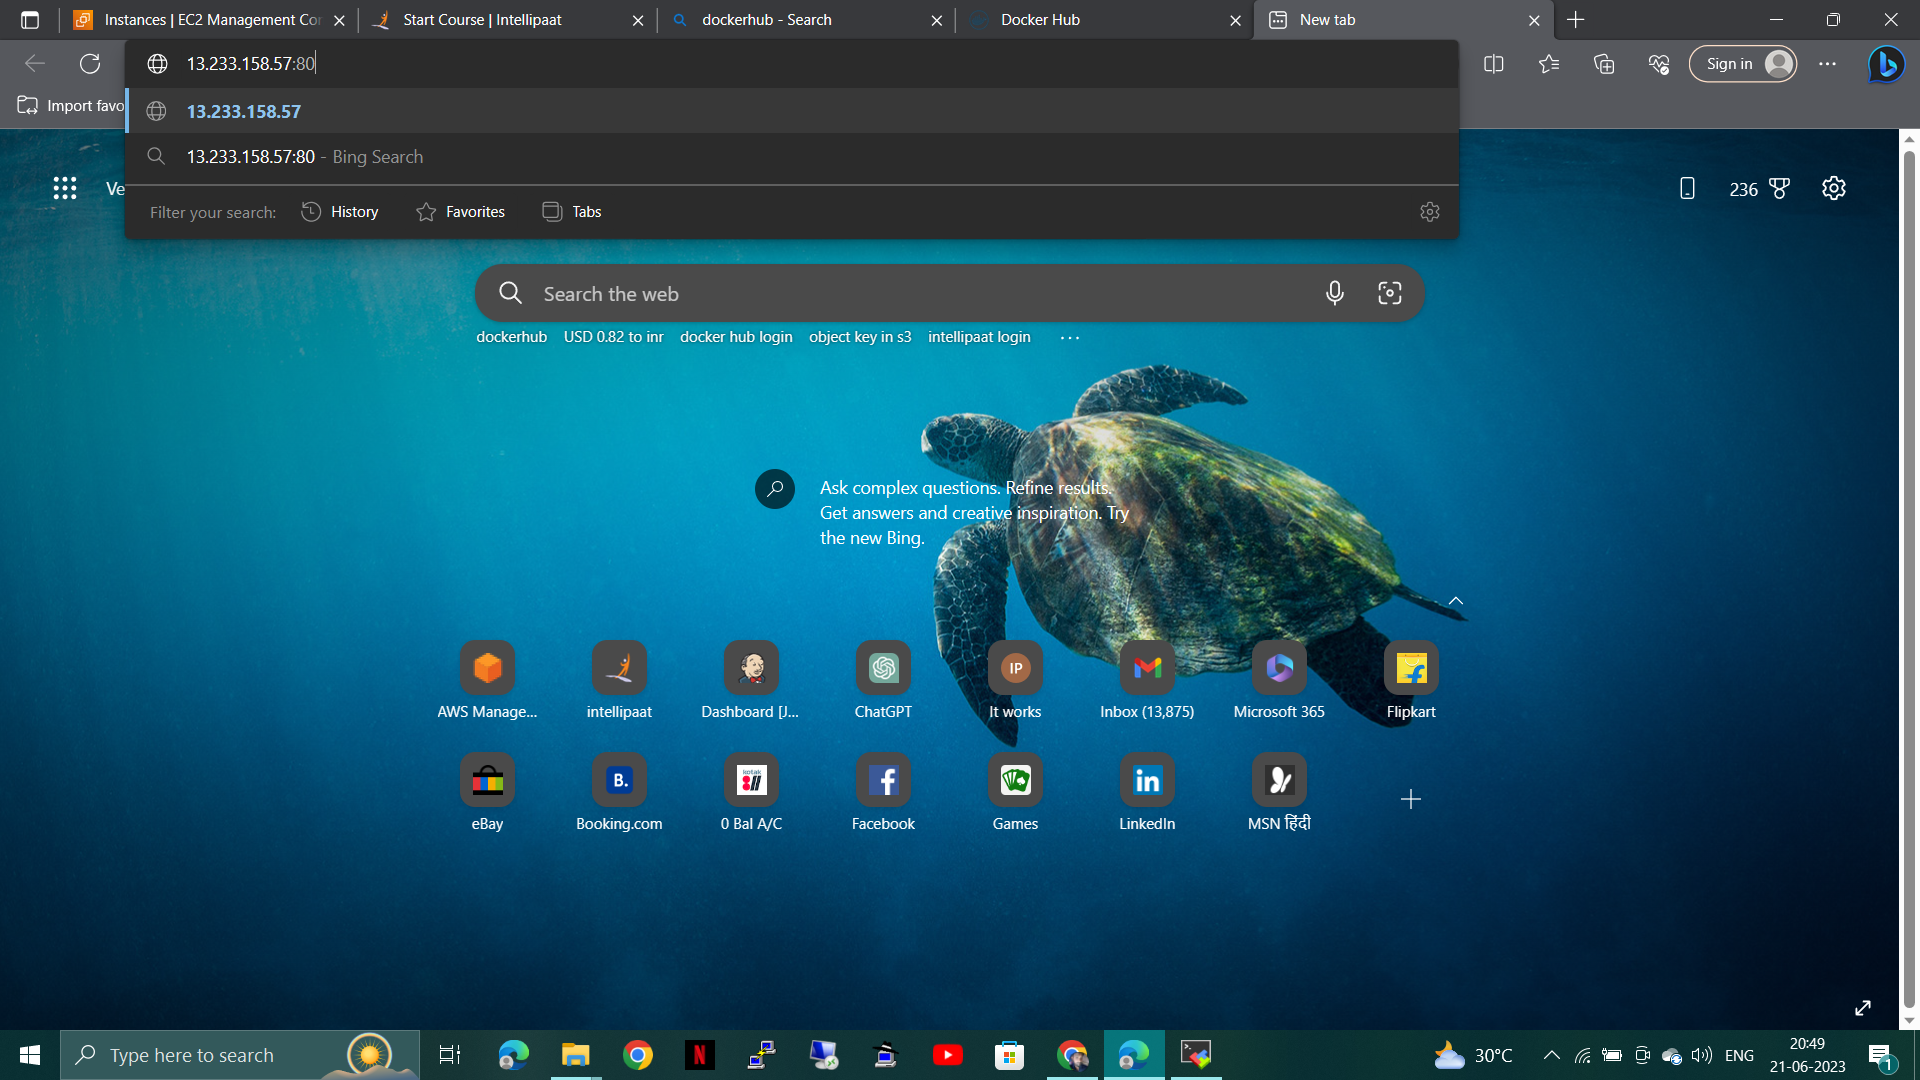 Instances | EC2 Management Cor
Start Course | Intellipaat
dockerhub - Search
Docker Hub
New tab
13.233.158.57:80
Sign in
Import favo
13.233.158.57
13.233.158.57:80 - Bing Search
Ve
Filter your search:
History
Favorites
Tabs
236
Search the web
dockerhub
USD 0.82 to inr
docker hub login
object key in s3
intellipaat login
Ask complex questions. Refine results.
Get answers and creative inspiration. Try
the new Bing.
IP
AWS Manage...
intellipaat
Dashboard [J...
ChatGPT
It works
Inbox (13,875)
Microsoft 365
Flipkart
B.
kotak
in
eBay
Booking.com
0 Bal A/C
Facebook
Games
LinkedIn
MSN हिंदी
Type here to search
N
30°C
ENG
20:49
21-06-2023
1